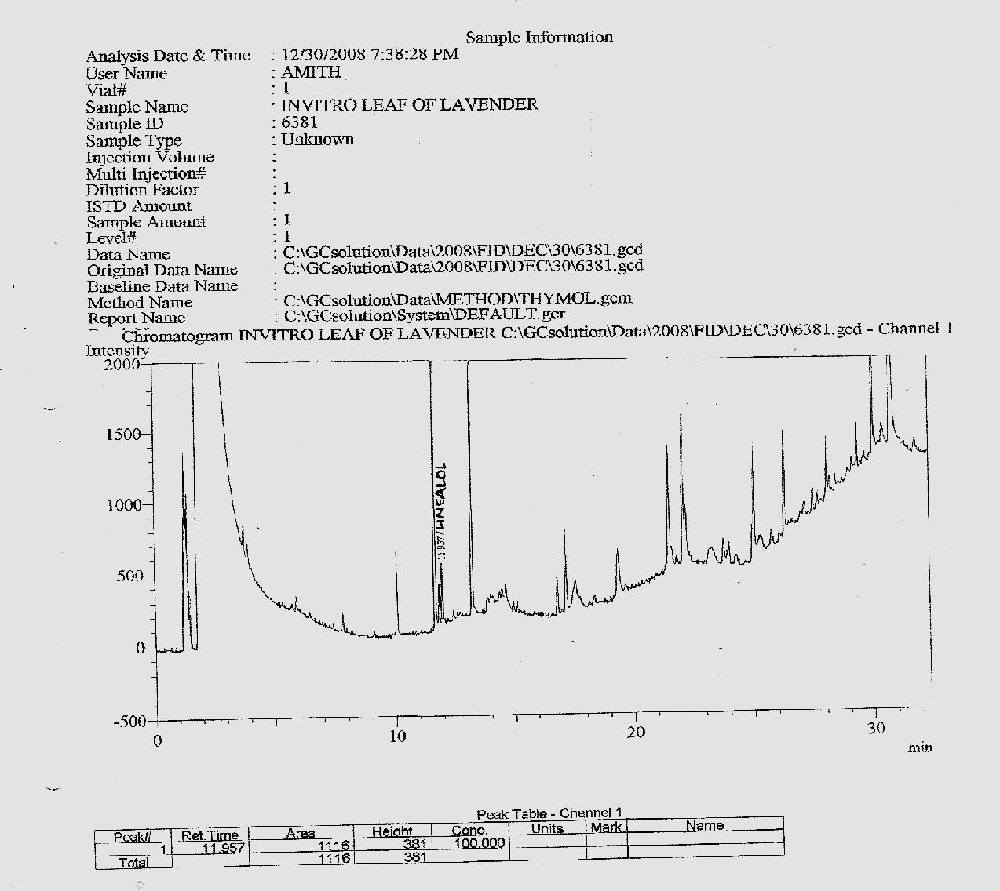 Sample Information
Analysis Date & Time : 12/30/2008 7:38:28 PM
User Name : AMITH
Vial# : 1
Sample Name : INVITRO LEAF OF LAVENDER
Sample ID : 6381
Sample Type : Unknown
Injection Volume :
Multi Injection# :
Dilution Factor : 1
ISTD Amount :
Sample Amount : 1
Level# : 1
Data Name : C:\GCsolution\Data\2008\FID\DEC\30\6381.gcd
Original Data Name : C:\GCsolution\Data\2008\FID\DEC\30\6381.gcd
Baseline Data Name :
Method Name : C:\GCsolution\Data\METHOD\THYMOL.gcm
Report Name : C:\GCsolution\System\DEFAULT.gcr
Chromatogram INVITRO LEAF OF LAVENDER C:\GCsolution\Data\2008\FID\DEC\30\6381.gcd - Channel 1
Intensity
2000
1500
1000
500
0
-500
11.957/ LINEALOL
0 10 20 30
min
Peak Table - Channel 1
Peak# Ret.Time Area Height Conc. Units Mark Name
1 11.957 1116 381 100.000
Total 1116 381